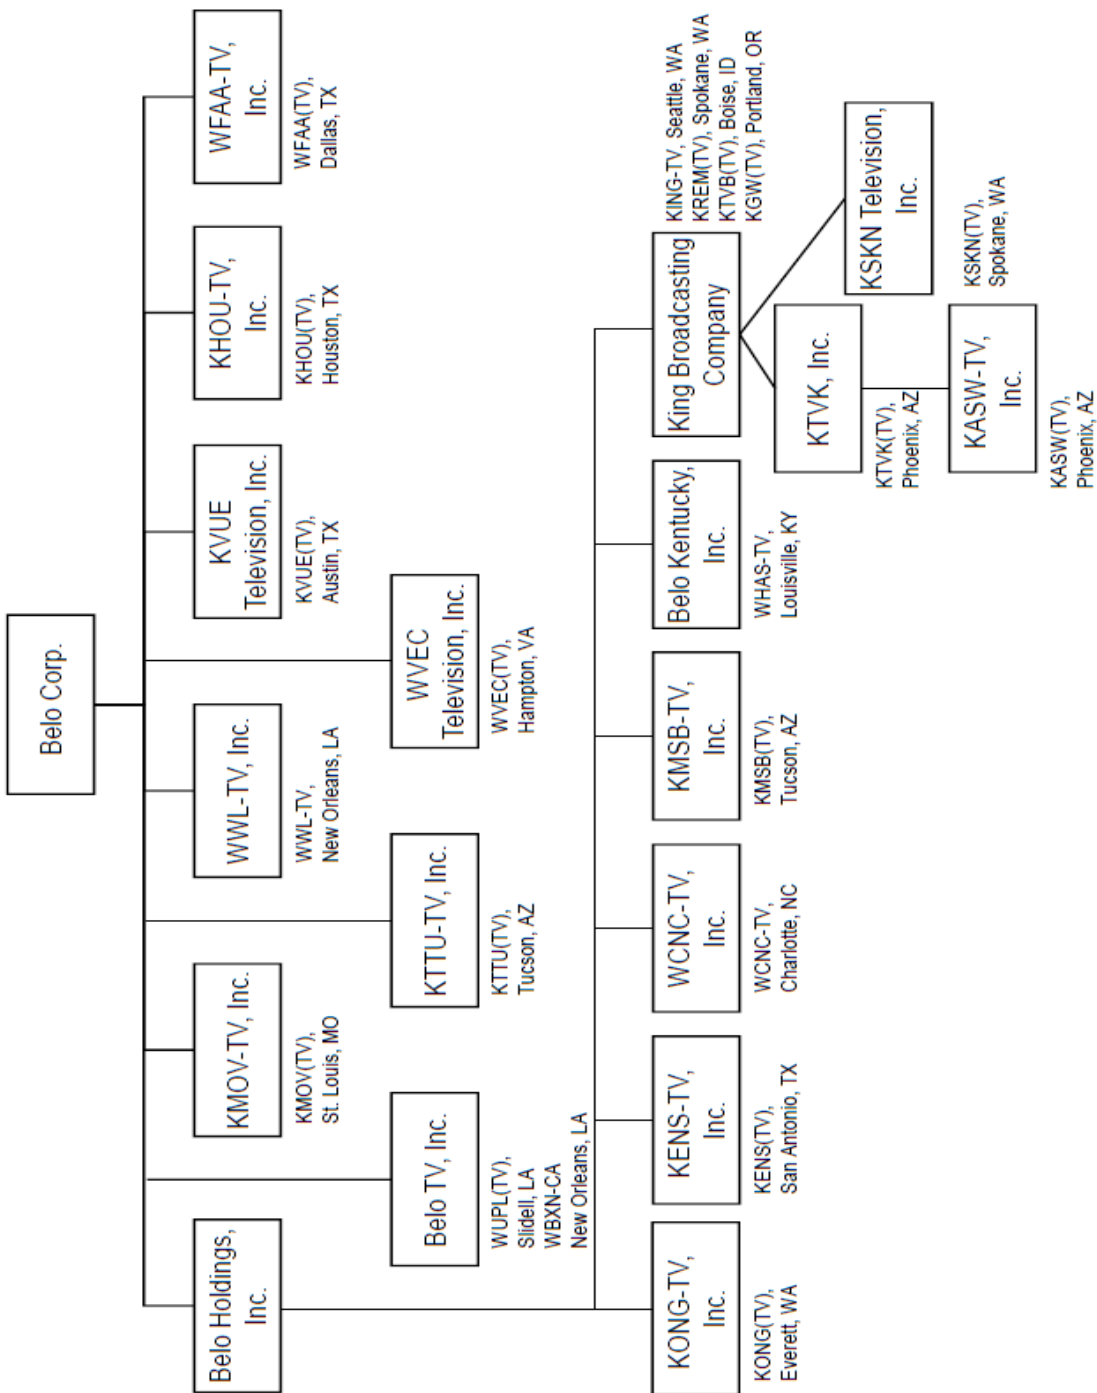 Belo Corp.
Belo Holdings,
Inc.
KMOV-TV, Inc.
KMOV(TV),
St. Louis, MO
WWL-TV, Inc.
WWL-TV,
New Orleans, LA
KVUE
Television, Inc.
KVUE(TV),
Austin, TX
KHOU-TV,
Inc.
KHOU(TV),
Houston, TX
WFAA-TV,
Inc.
WFAA(TV),
Dallas, TX
Belo TV, Inc.
WUPL(TV),
Slidell, LA
WBXN-CA
New Orleans, LA
KTTU-TV, Inc.
KTTU(TV),
Tucson, AZ
WVEC
Television, Inc.
WVEC(TV),
Hampton, VA
KONG-TV,
Inc.
KONG(TV),
Everett, WA
KENS-TV,
Inc.
KENS(TV),
San Antonio, TX
WCNC-TV,
Inc.
WCNC-TV,
Charlotte, NC
KMSB-TV,
Inc.
KMSB(TV),
Tucson, AZ
Belo Kentucky,
Inc.
WHAS-TV,
Louisville, KY
King Broadcasting
Company
KING-TV, Seattle, WA
KREM(TV), Spokane, WA
KTVB(TV), Boise, ID
KGW(TV), Portland, OR
KTVK, Inc.
KTVK(TV),
Phoenix, AZ
KSKN Television,
Inc.
KSKN(TV),
Spokane, WA
KASW-TV,
Inc.
KASW(TV),
Phoenix, AZ